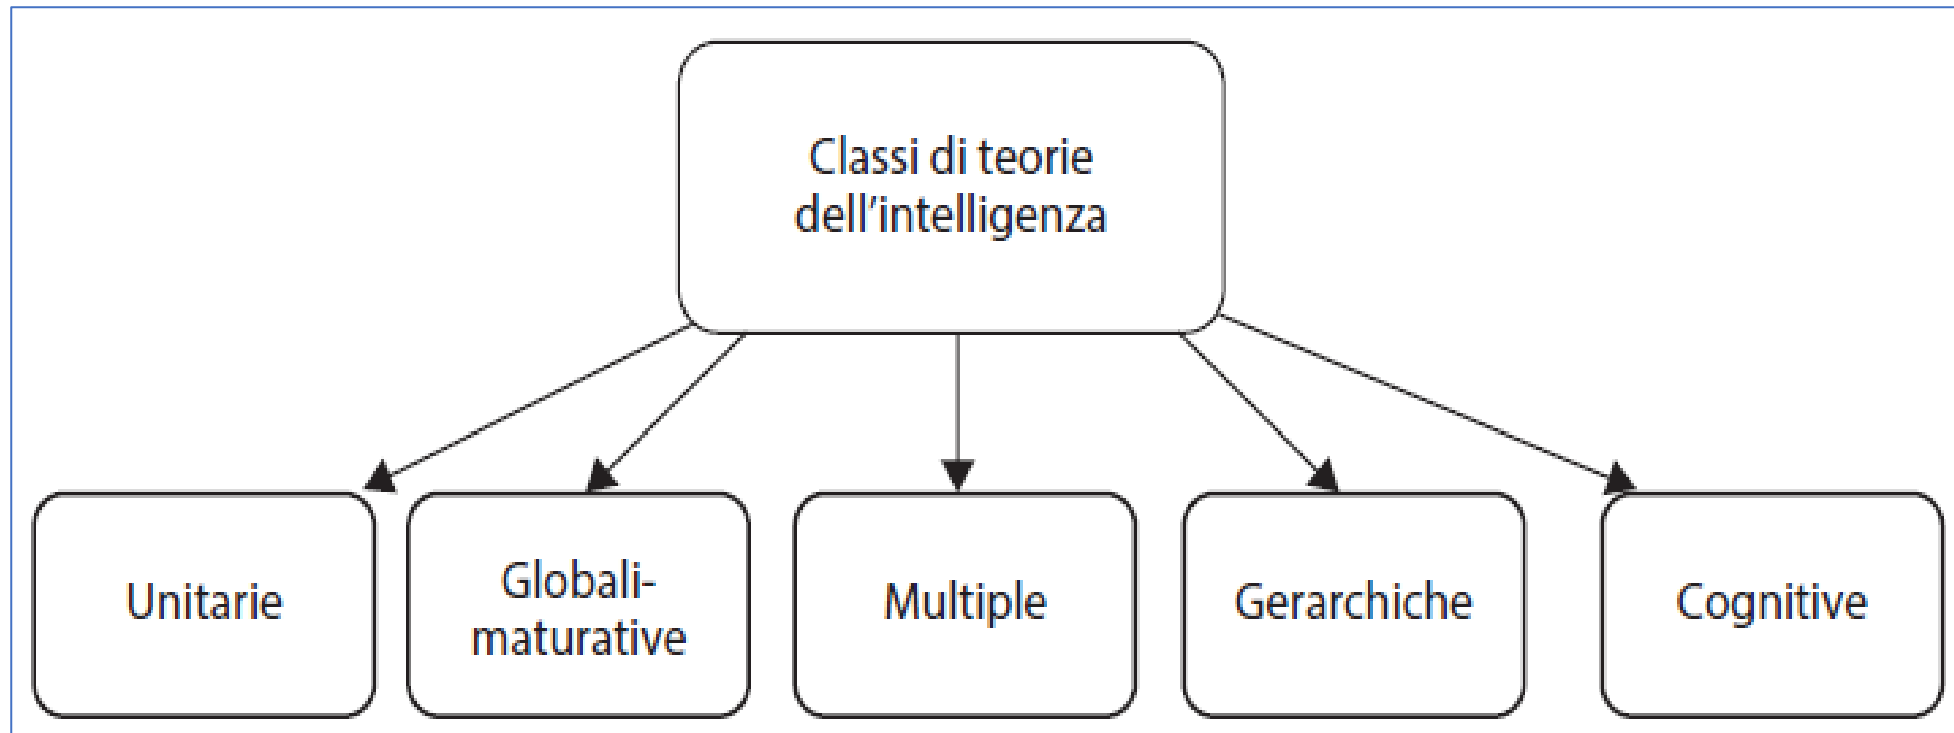 Classi di teorie
dell'intelligenza
Unitarie
Globali-
maturative
Multiple
Gerarchiche
Cognitive